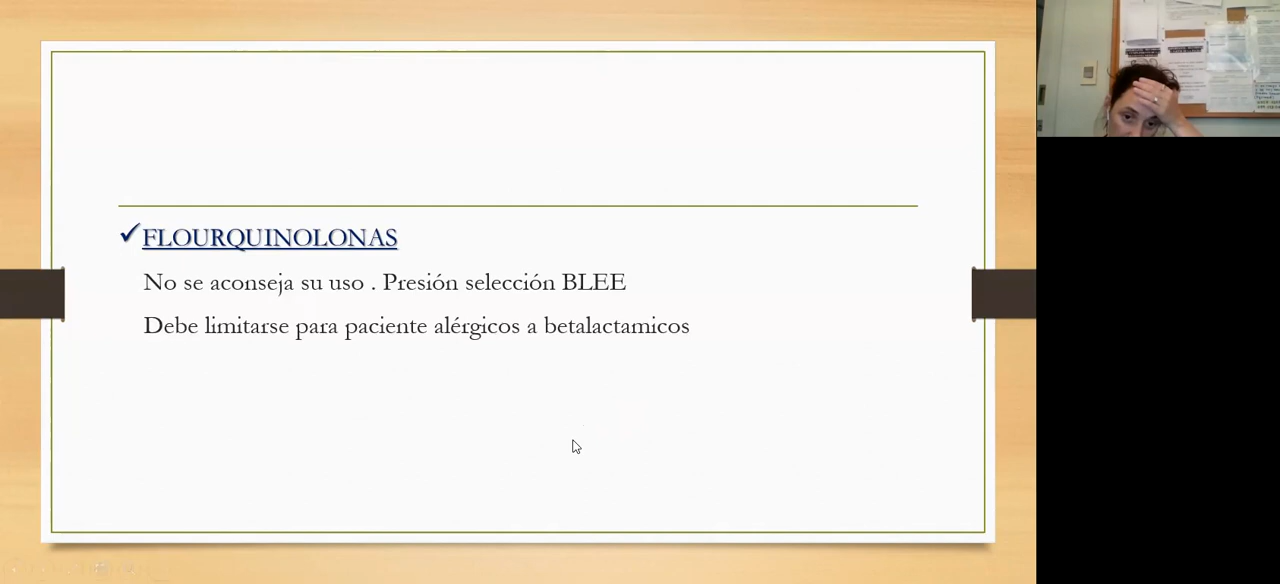 FLOURQUINOLONAS
No se aconseja su uso . Presión selección BLEE
Debe limitarse para paciente alérgicos a betalactamicos